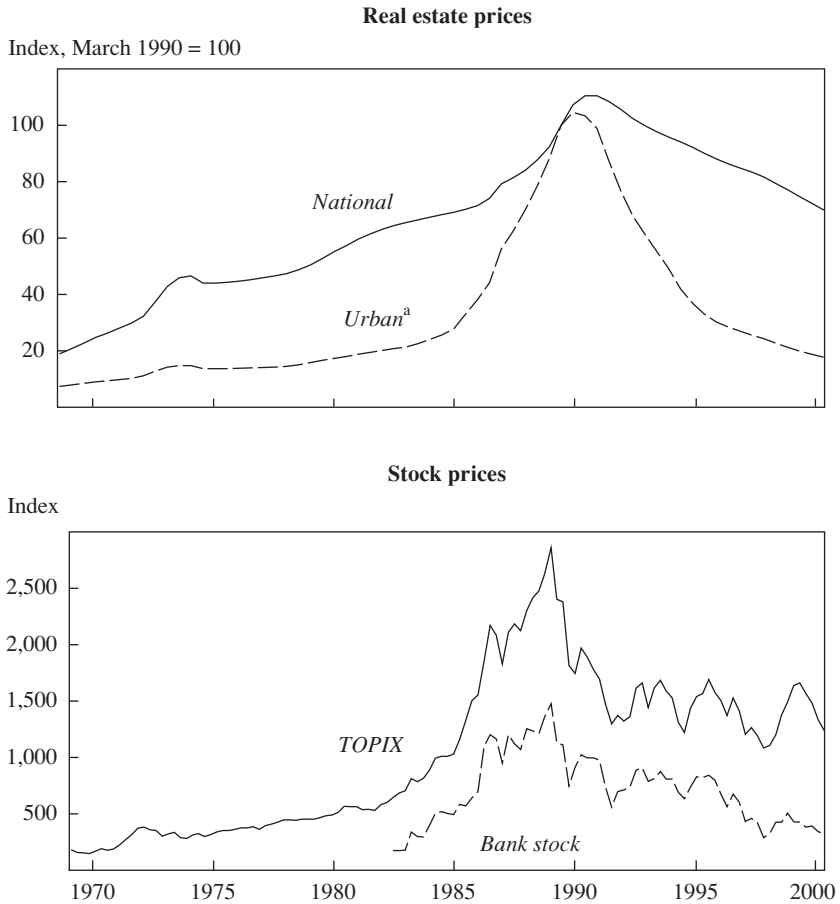 Real estate prices
Index, March 1990 = 100
100
80
National
60
40
Urbanᵃ
20
Stock prices
Index
2,500
2,000
1,500
TOPIX
1,000
500
Bank stock
1970 1975 1980 1985 1990 1995 2000